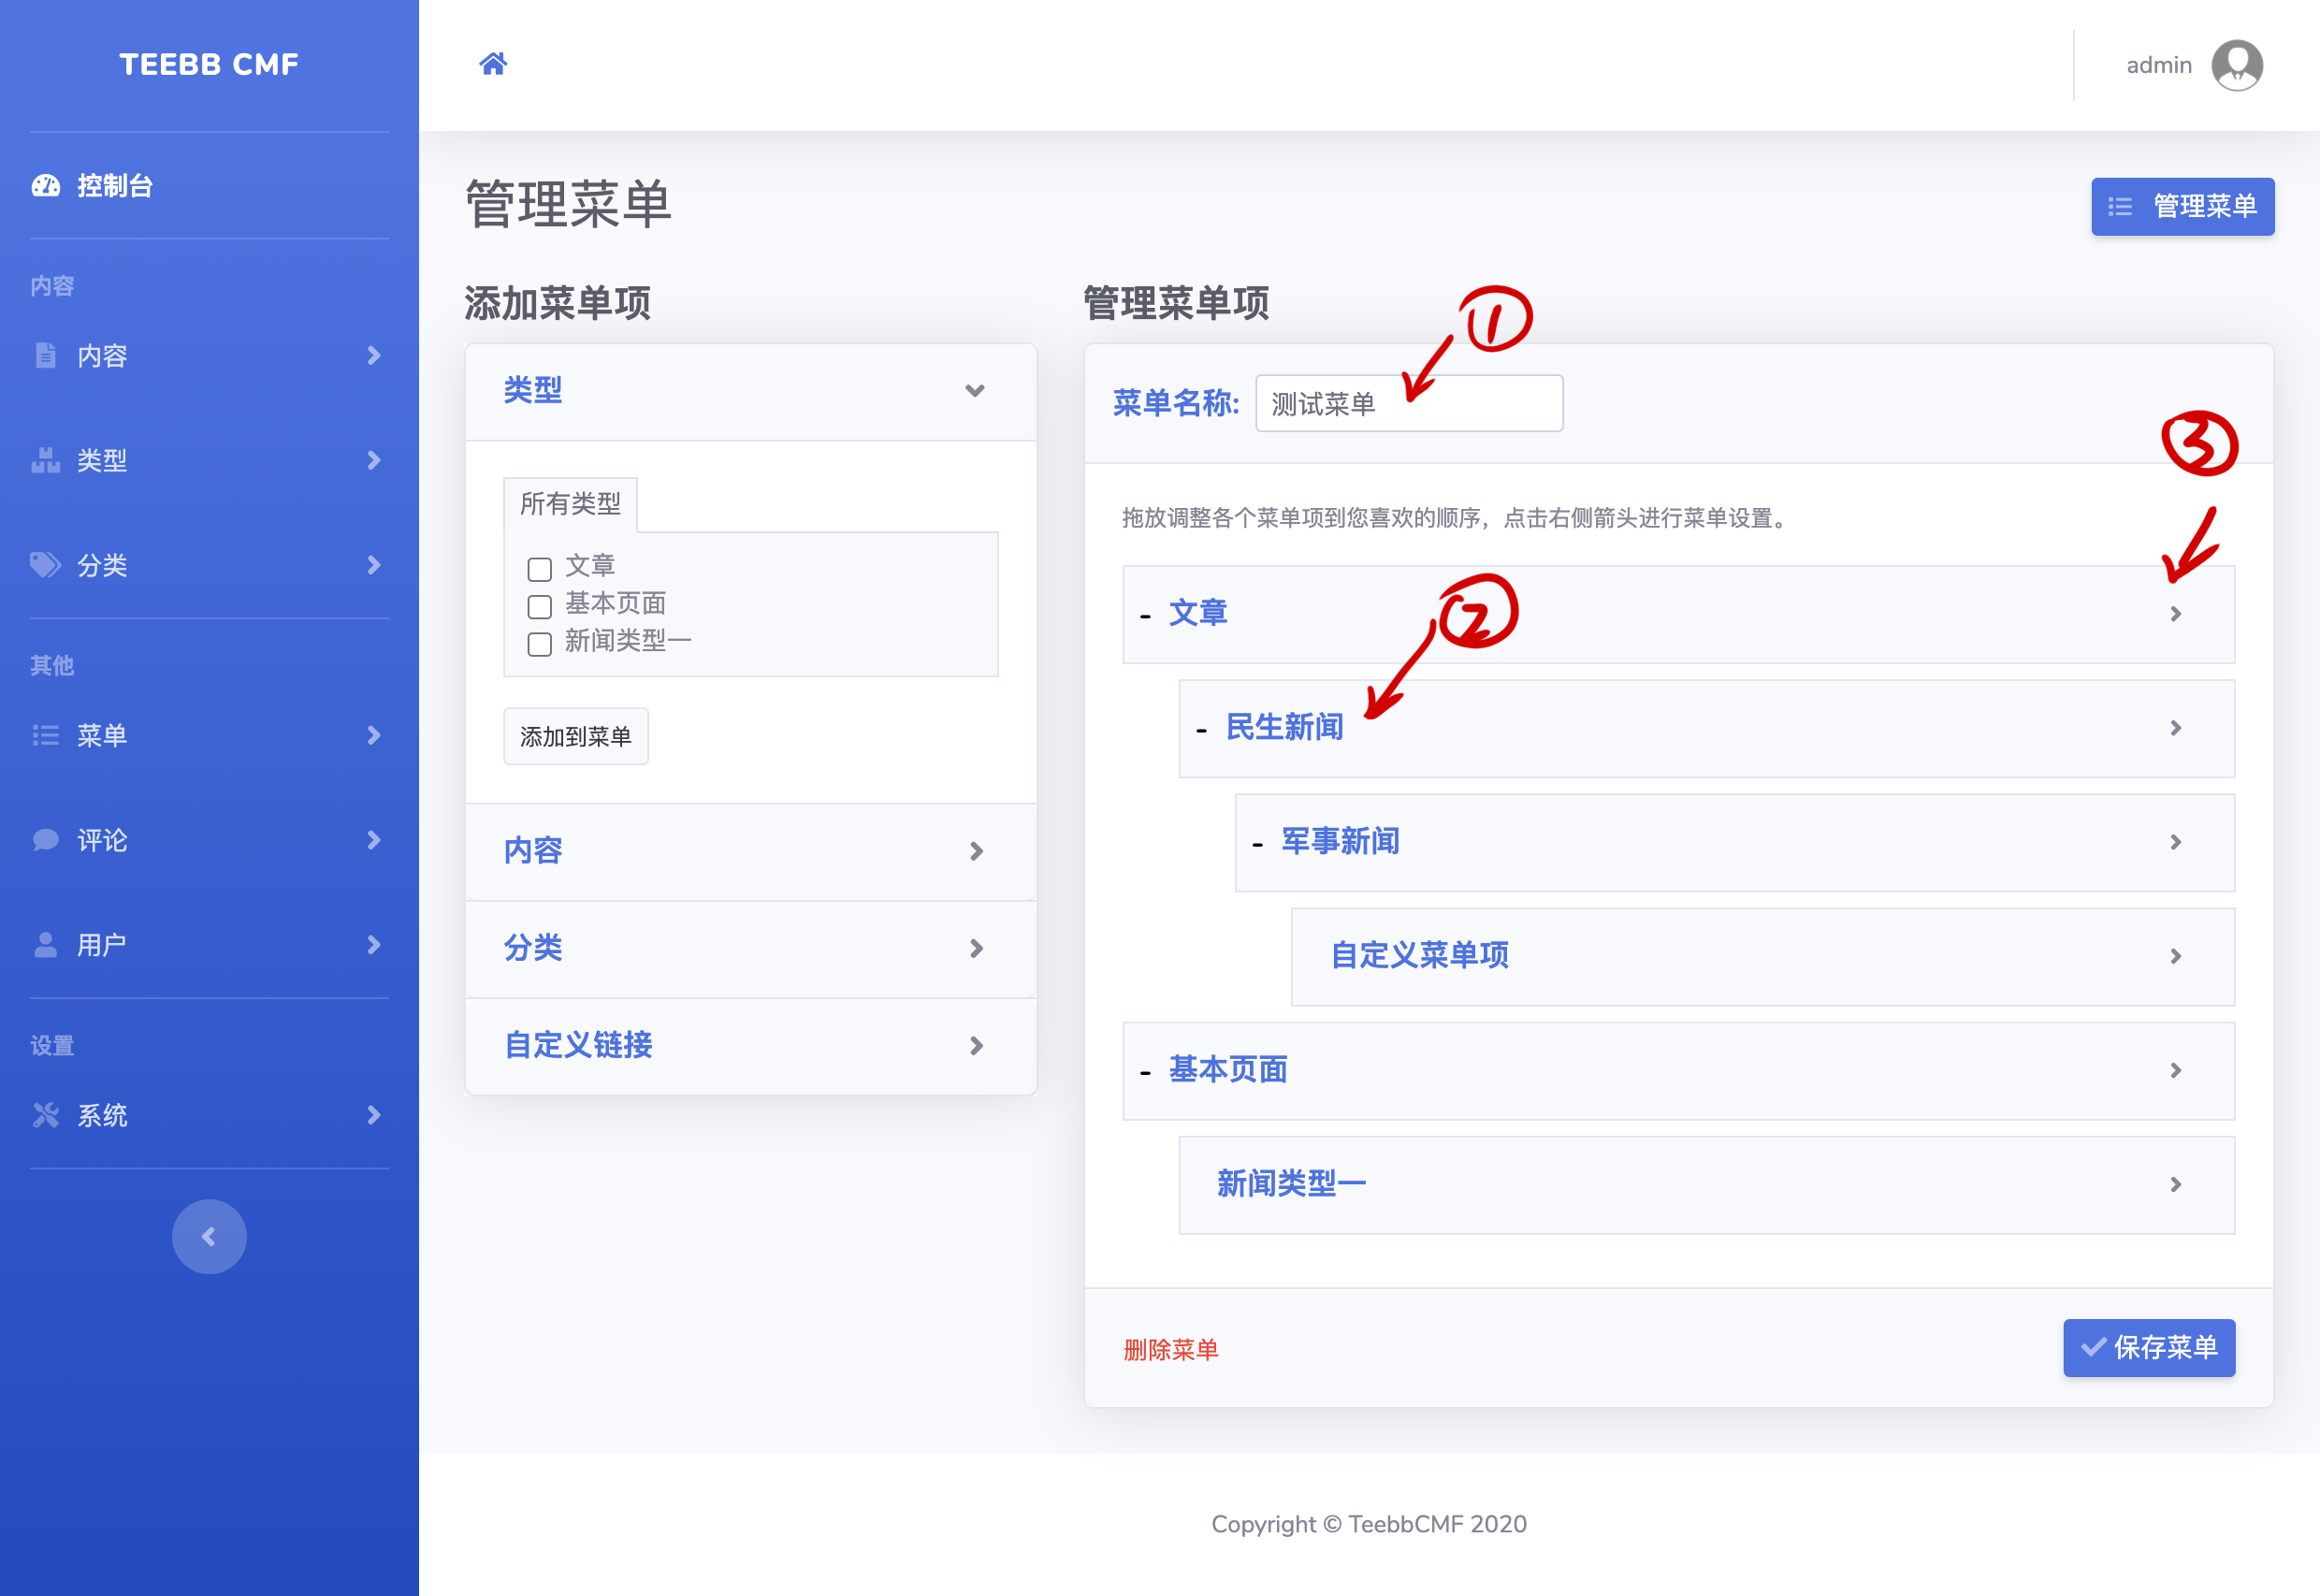 TEEBB CMF
控制台
内容
内容
类型
分类
其他
菜单
评论
用户
设置
系统
admin
管理菜单
管理菜单
添加菜单项
类型
所有类型
文章
基本页面
新闻类型一
添加到菜单
内容
分类
自定义链接
管理菜单项
①
菜单名称:
测试菜单
③
拖放调整各个菜单项到您喜欢的顺序，点击右侧箭头进行菜单设置。
- 文章
②
- 民生新闻
- 军事新闻
自定义菜单项
- 基本页面
新闻类型一
删除菜单
保存菜单
Copyright © TeebbCMF 2020